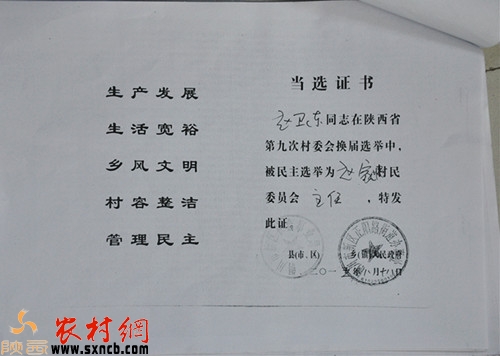 生产发展
生活宽裕
乡风文明
村容整洁
管理民主
当选证书
赵卫东同志在陕西省
第九次村委会换届选举中，
被民主选举为赵家村民
委员会主任，特发
此证。
县(市、区) 乡(镇)人民政府
二〇一五年八月十八日
陕西农村網
www.sxncb.com